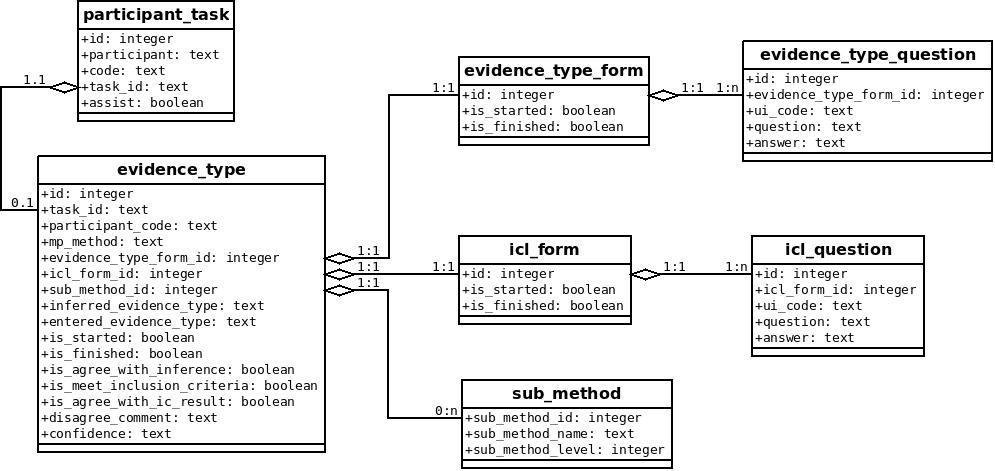 participant_task
+id: integer
+participant: text
+code: text
+task_id: text
+assist: boolean
1.1
0.1
evidence_type
+id: integer
+task_id: text
+participant_code: text
+mp_method: text
+evidence_type_form_id: integer
+icl_form_id: integer
+sub_method_id: integer
+inferred_evidence_type: text
+entered_evidence_type: text
+is_started: boolean
+is_finished: boolean
+is_agree_with_inference: boolean
+is_meet_inclusion_criteria: boolean
+is_agree_with_ic_result: boolean
+disagree_comment: text
+confidence: text
1:1
1:1
1:1
1:1
evidence_type_form
+id: integer
+is_started: boolean
+is_finished: boolean
1:1 1:n
evidence_type_question
+id: integer
+evidence_type_form_id: integer
+ui_code: text
+question: text
+answer: text
1:1
icl_form
+id: integer
+is_started: boolean
+is_finished: boolean
1:1 1:n
icl_question
+id: integer
+icl_form_id: integer
+ui_code: text
+question: text
+answer: text
0:n
sub_method
+sub_method_id: integer
+sub_method_name: text
+sub_method_level: integer